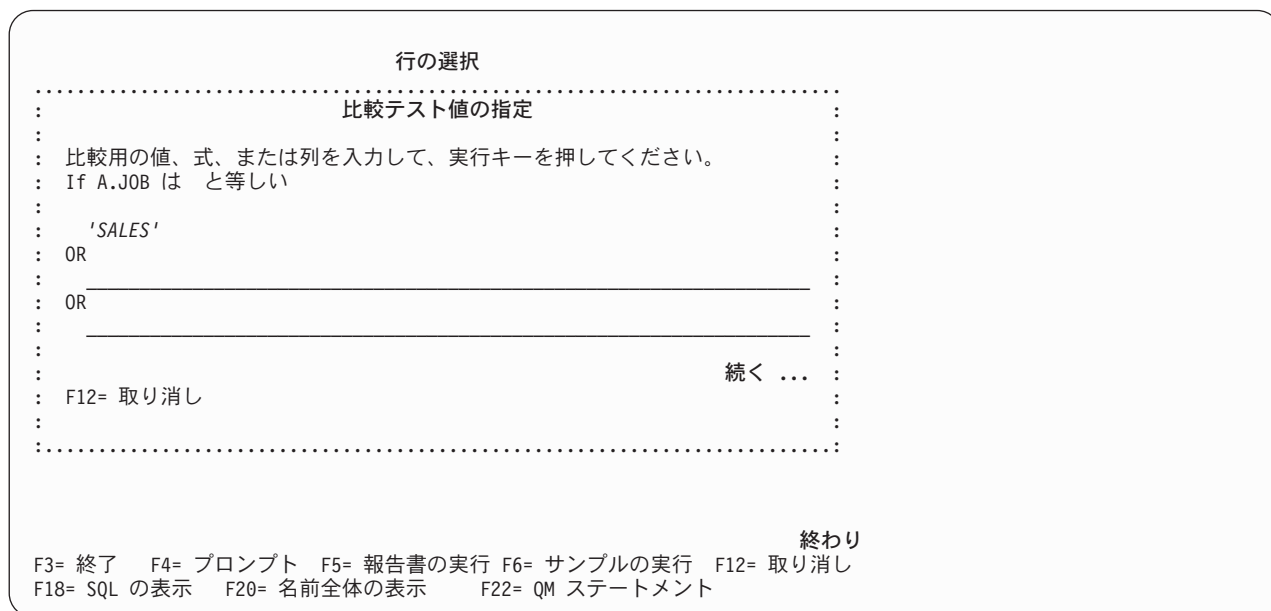 行の選択
比較テスト値の指定
比較用の値、式、または列を入力して、実行キーを押してください。
If A.JOB は と等しい
'SALES'
OR
OR
続く ...
F12= 取り消し
終わり
F3= 終了 F4= プロンプト F5= 報告書の実行 F6= サンプルの実行 F12= 取り消し
F18= SQL の表示 F20= 名前全体の表示 F22= QM ステートメント